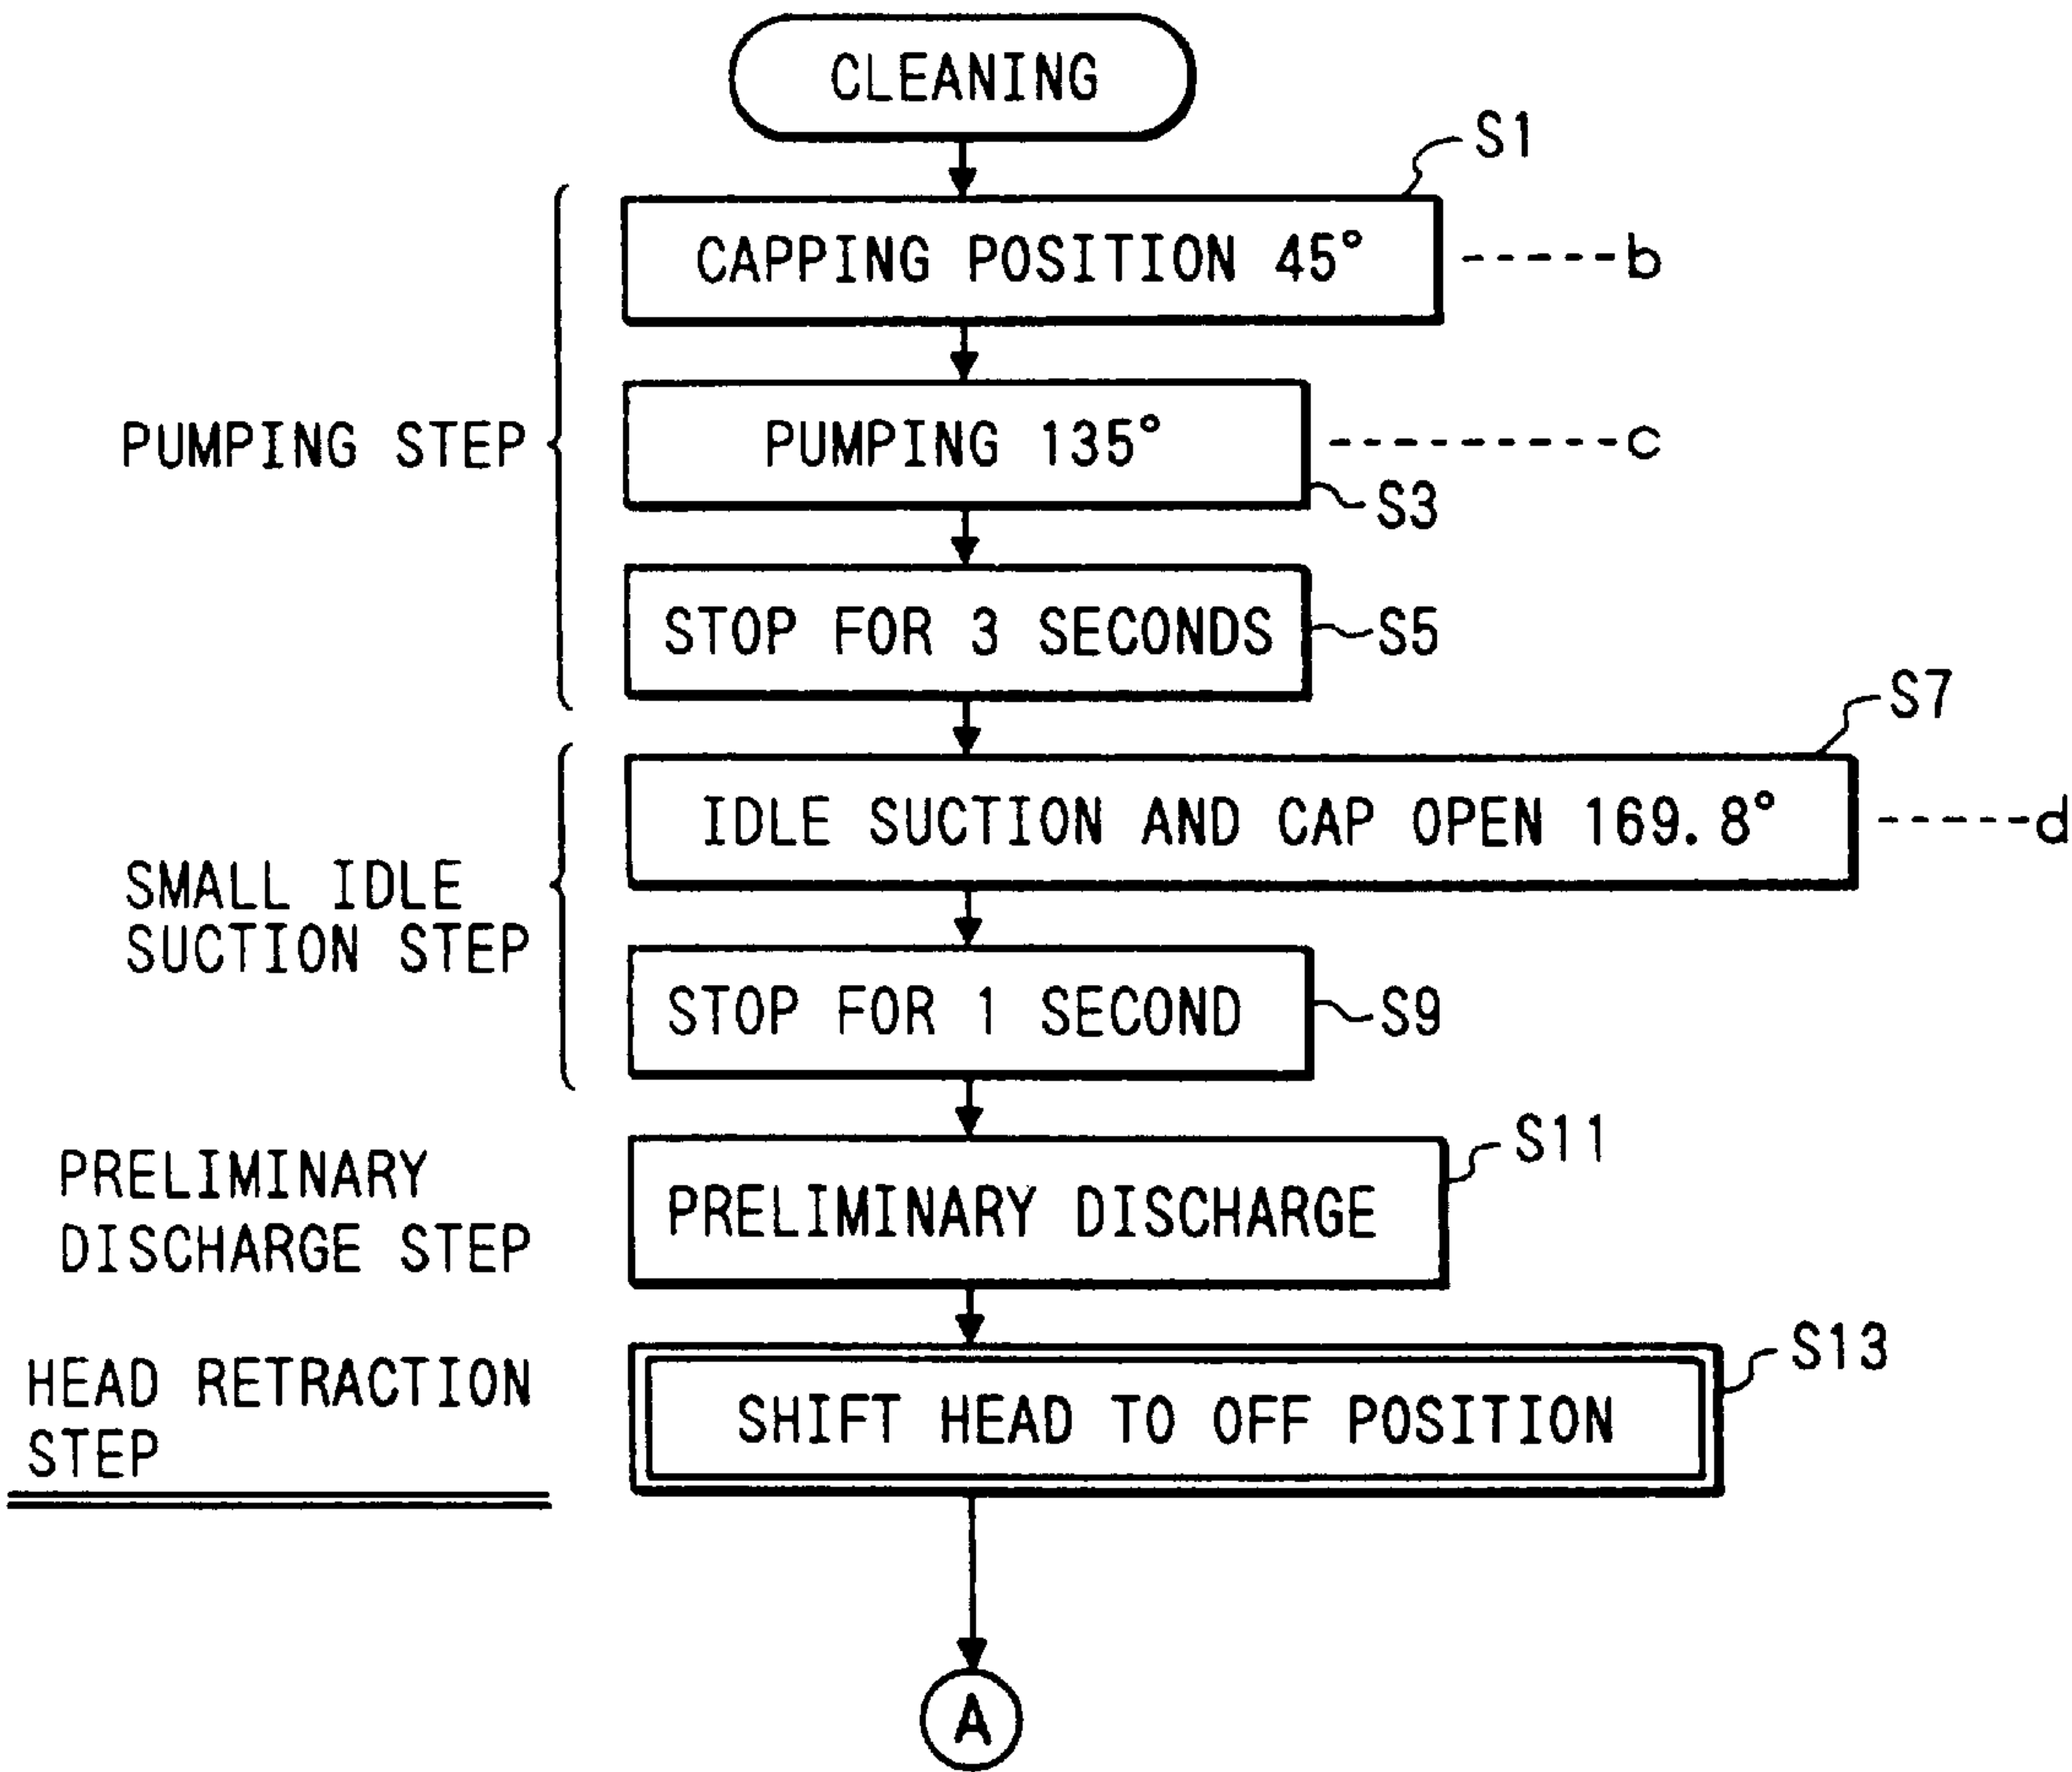 CLEANING
S1
CAPPING POSITION 45°
b
PUMPING STEP
PUMPING 135°
c
S3
STOP FOR 3 SECONDS
S5
S7
IDLE SUCTION AND CAP OPEN 169.8°
d
SMALL IDLE
SUCTION STEP
STOP FOR 1 SECOND
S9
S11
PRELIMINARY
DISCHARGE STEP
PRELIMINARY DISCHARGE
S13
HEAD RETRACTION
STEP
SHIFT HEAD TO OFF POSITION
A